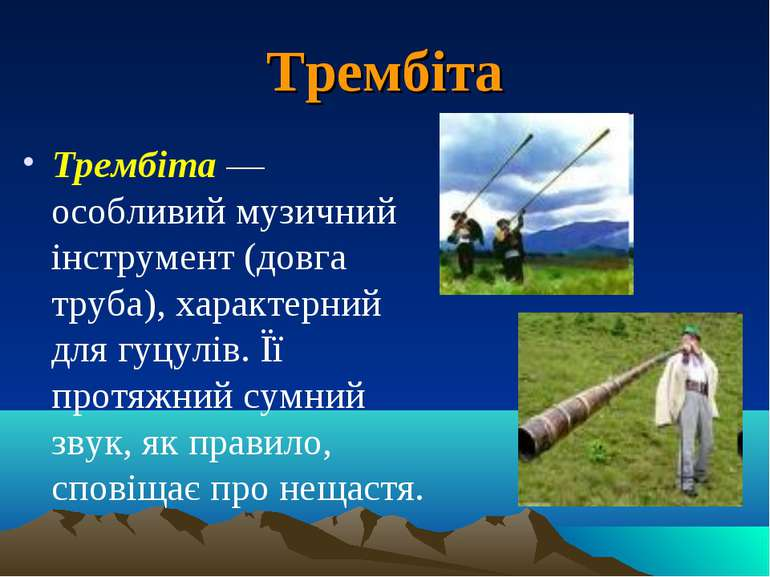 Трембіта
• Трембіта —
особливий музичний
інструмент (довга
труба), характерний
для гуцулів. Її
протяжний сумний
звук, як правило,
сповіщає про нещастя.